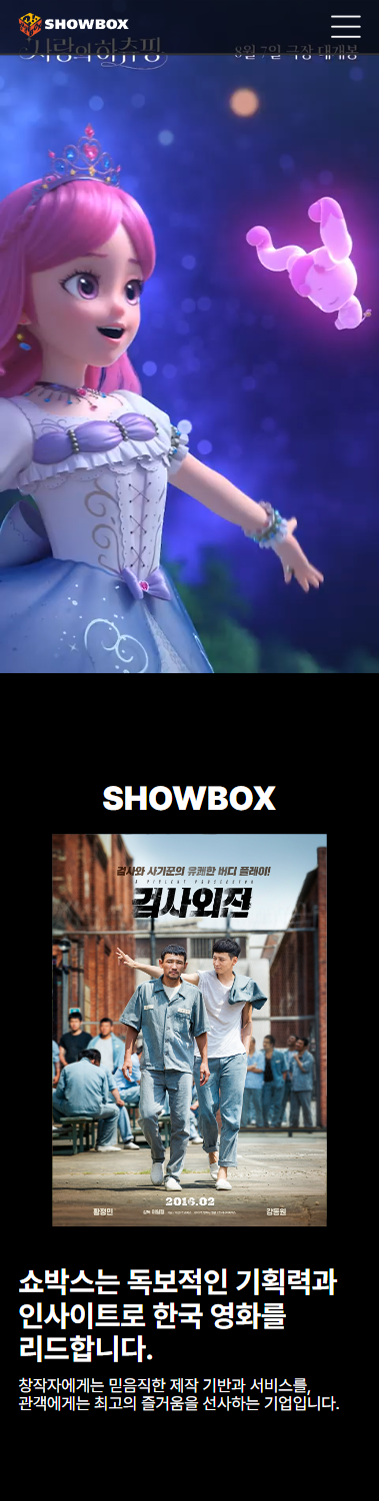 SHOWBOX
사랑의 하츄핑
8월 7일 극장 대개봉
SHOWBOX
검사와 사기꾼의 유쾌한 버디 플레이!
A VIOLENT PROSECUTOR
검사외전
2016.02
황정민
강동원
쇼박스는 독보적인 기획력과
인사이트로 한국 영화를
리드합니다.
창작자에게는 믿음직한 제작 기반과 서비스를,
관객에게는 최고의 즐거움을 선사하는 기업입니다.